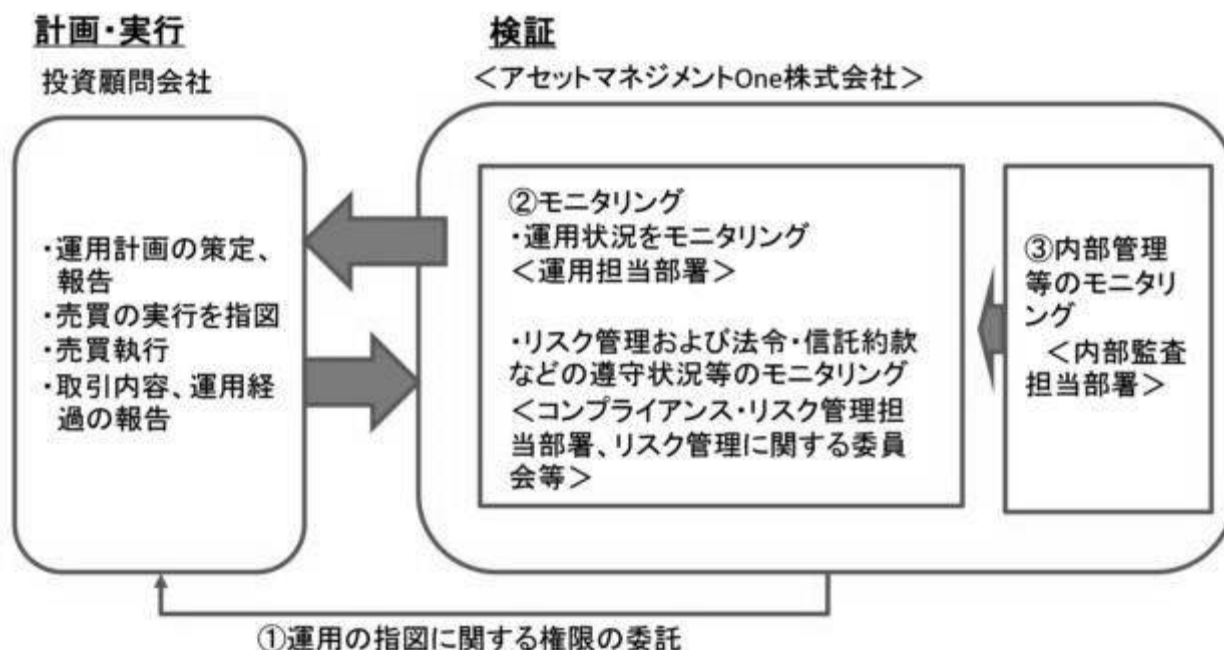 計画・実行
投資顧問会社
・運用計画の策定、
報告
・売買の実行を指図
・売買執行
・取引内容、運用経
過の報告
検証
＜アセットマネジメントOne株式会社＞
②モニタリング
・運用状況をモニタリング
＜運用担当部署＞
・リスク管理および法令・信託約款
などの遵守状況等のモニタリング
＜コンプライアンス・リスク管理担
当部署、リスク管理に関する委員
会等＞
③内部管理
等のモニタリ
ング
＜内部監査
担当部署＞
①運用の指図に関する権限の委託